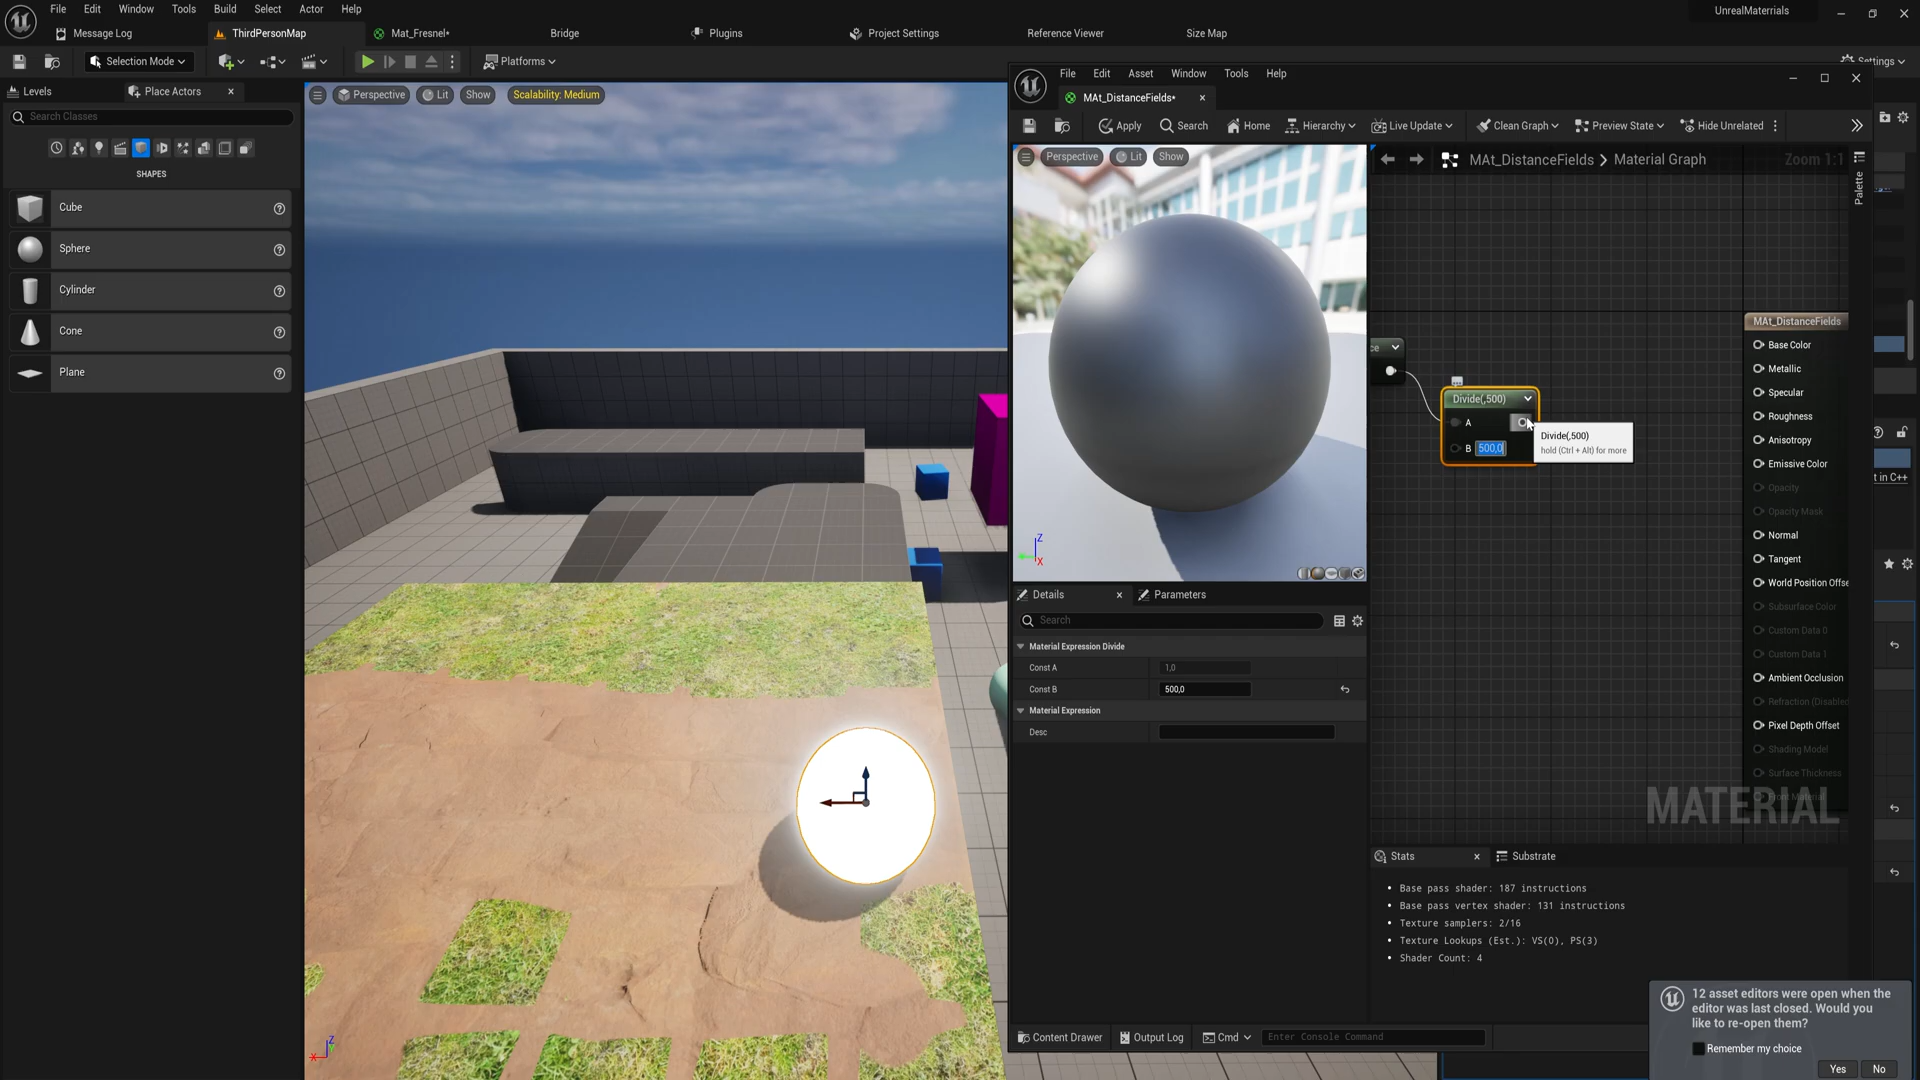 File Edit Window Tools Build Select Actor Help
UnrealMaterials
Message Log ThirdPersonMap Mat_Fresnel* Bridge Plugins Project Settings Reference Viewer Size Map
Selection Mode Platforms Settings
Levels Place Actors
Search Classes
SHAPES
Cube
Sphere
Cylinder
Cone
Plane
Perspective Lit Show Scalability: Medium
File Edit Asset Window Tools Help
MAt_DistanceFields*
Apply Search Home Hierarchy Live Update Clean Graph Preview State Hide Unrelated
Perspective Lit Show
MAt_DistanceFields > Material Graph Zoom 1:1
Palette
ce
Divide(,500)
A
B 500,0
Divide(,500)
hold (Ctrl + Alt) for more
MAt_DistanceFields
Base Color
Metallic
Specular
Roughness
Anisotropy
Emissive Color
Opacity
Opacity Mask
Normal
Tangent
World Position Offse
Subsurface Color
Custom Data 0
Custom Data 1
Ambient Occlusion
Refraction (Disabled
Pixel Depth Offset
Shading Model
Surface Thickness
Front Material
MATERIAL
t in C++
Z
X
Details Parameters
Search
Material Expression Divide
Const A 1,0
Const B 500,0
Material Expression
Desc
Stats Substrate
Base pass shader: 187 instructions
Base pass vertex shader: 131 instructions
Texture samplers: 2/16
Texture Lookups (Est.): VS(0), PS(3)
Shader Count: 4
Content Drawer Output Log Cmd Enter Console Command
12 asset editors were open when the
editor was last closed. Would you
like to re-open them?
Remember my choice
Yes No
Z
X